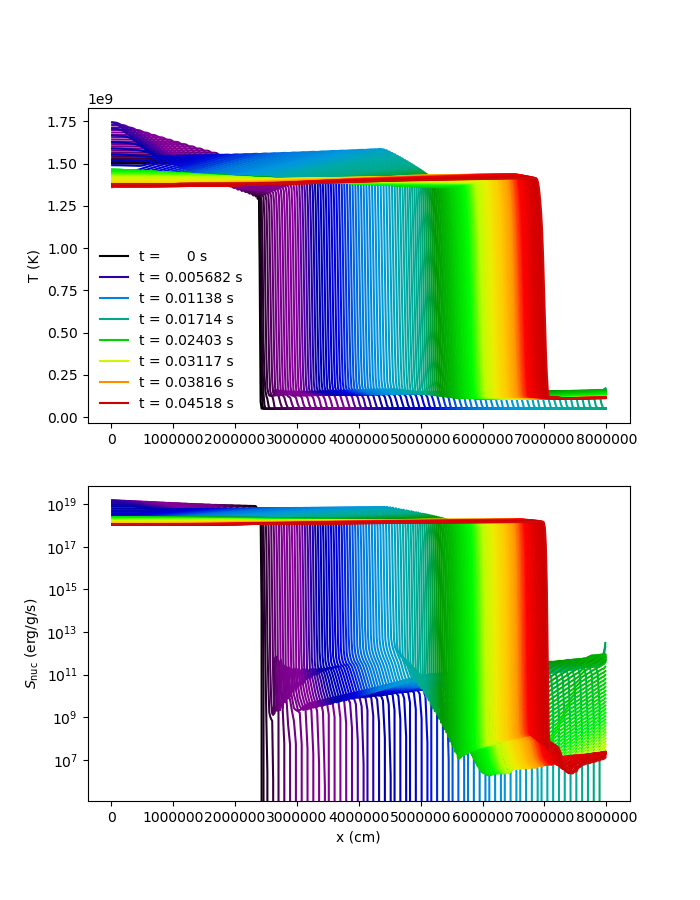 1e9
1.75
1.50
1.25
1.00
0.75
0.50
0.25
0.00
T (K)
t =      0 s
t = 0.005682 s
t = 0.01138 s
t = 0.01714 s
t = 0.02403 s
t = 0.03117 s
t = 0.03816 s
t = 0.04518 s
0 1000000 2000000 3000000 4000000 5000000 6000000 7000000 8000000
10^19
10^17
10^15
10^13
10^11
10^9
10^7
S_nuc (erg/g/s)
0 1000000 2000000 3000000 4000000 5000000 6000000 7000000 8000000
x (cm)